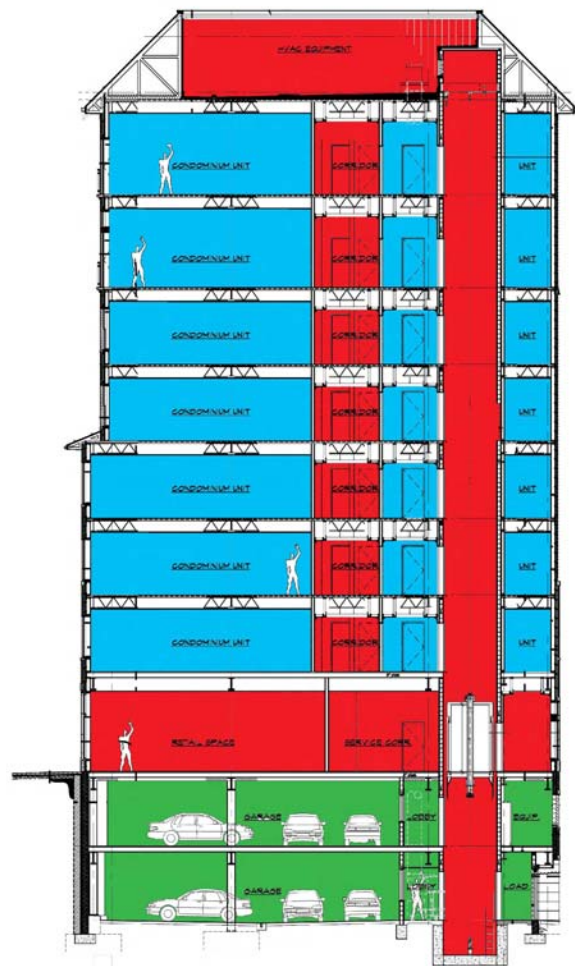 HVAC EQUIPMENT
CONDOMINIUM UNIT CORRIDOR UNIT
CONDOMINIUM UNIT CORRIDOR UNIT
CONDOMINIUM UNIT CORRIDOR UNIT
CONDOMINIUM UNIT CORRIDOR UNIT
CONDOMINIUM UNIT CORRIDOR UNIT
CONDOMINIUM UNIT CORRIDOR UNIT
CONDOMINIUM UNIT CORRIDOR UNIT
RETAIL SPACE SERVICE CORR.
GARAGE LOBBY EQUIP.
GARAGE LOBBY LOAD